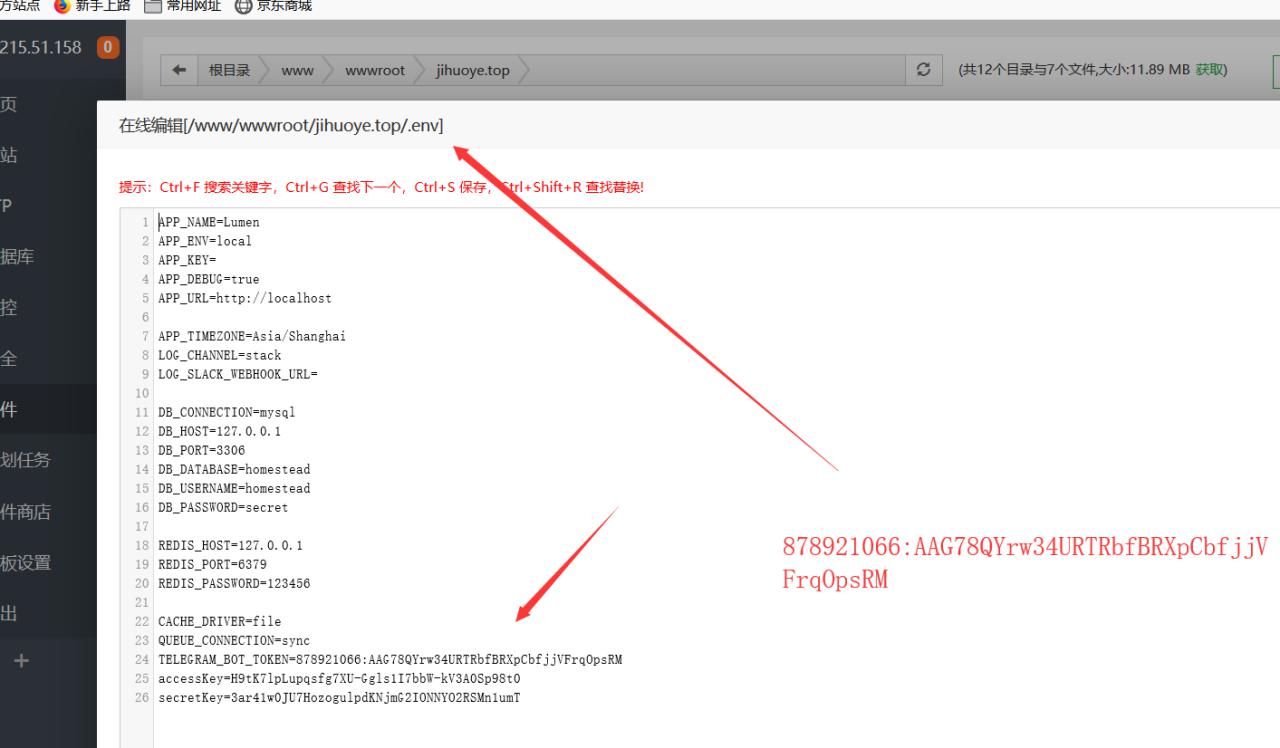 方站点 新手上路 常用网址 京东商城
215.51.158 0
根目录 www wwwroot jihuoye.top (共12个目录与7个文件,大小:11.89 MB 获取)
页
站
TP
据库
控
全
件
划任务
件商店
板设置
出
+
在线编辑[/www/wwwroot/jihuoye.top/.env]
提示：Ctrl+F 搜索关键字，Ctrl+G 查找下一个，Ctrl+S 保存，Ctrl+Shift+R 查找替换!
1 APP_NAME=Lumen
2 APP_ENV=local
3 APP_KEY=
4 APP_DEBUG=true
5 APP_URL=http://localhost
6
7 APP_TIMEZONE=Asia/Shanghai
8 LOG_CHANNEL=stack
9 LOG_SLACK_WEBHOOK_URL=
10
11 DB_CONNECTION=mysql
12 DB_HOST=127.0.0.1
13 DB_PORT=3306
14 DB_DATABASE=homestead
15 DB_USERNAME=homestead
16 DB_PASSWORD=secret
17
18 REDIS_HOST=127.0.0.1
19 REDIS_PORT=6379
20 REDIS_PASSWORD=123456
21
22 CACHE_DRIVER=file
23 QUEUE_CONNECTION=sync
24 TELEGRAM_BOT_TOKEN=878921066:AAG78QYrw34URTRbfBRXpCbfjjVFrqOpsRM
25 accessKey=H9tK7lpLupqsfg7XU-Ggls1I7bbW-kV3AOSp98t0
26 secretKey=3ar41w0JU7HozogulpdKNjmG2IONNYO2RSMn1umT
878921066:AAG78QYrw34URTRbfBRXpCbfjjV
FrqOpsRM